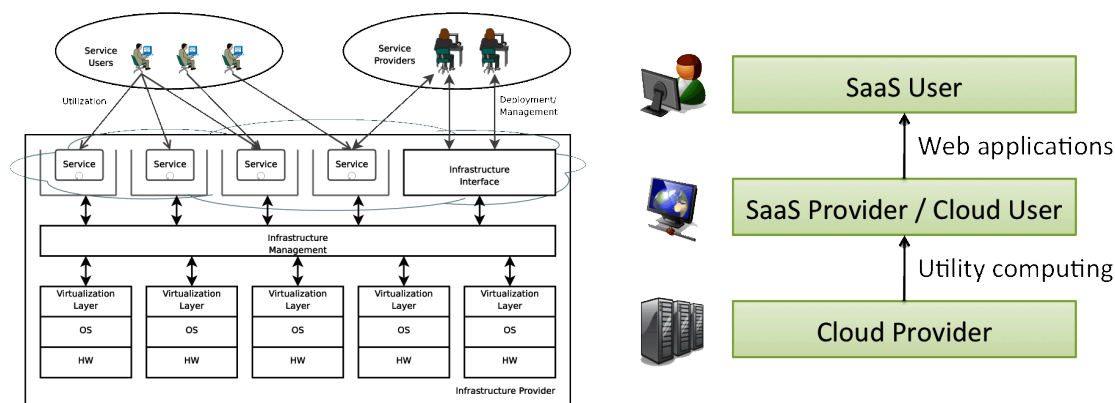 Service
Users
Service
Providers
Utilization
Deployment/
Management
Service
Service
Service
Service
Infrastructure
Interface
Infrastructure
Management
Virtualization
Layer
OS
HW
Virtualization
Layer
OS
HW
Virtualization
Layer
OS
HW
Virtualization
Layer
OS
HW
Virtualization
Layer
OS
HW
Infrastructure Provider
SaaS User
Web applications
SaaS Provider / Cloud User
Utility computing
Cloud Provider